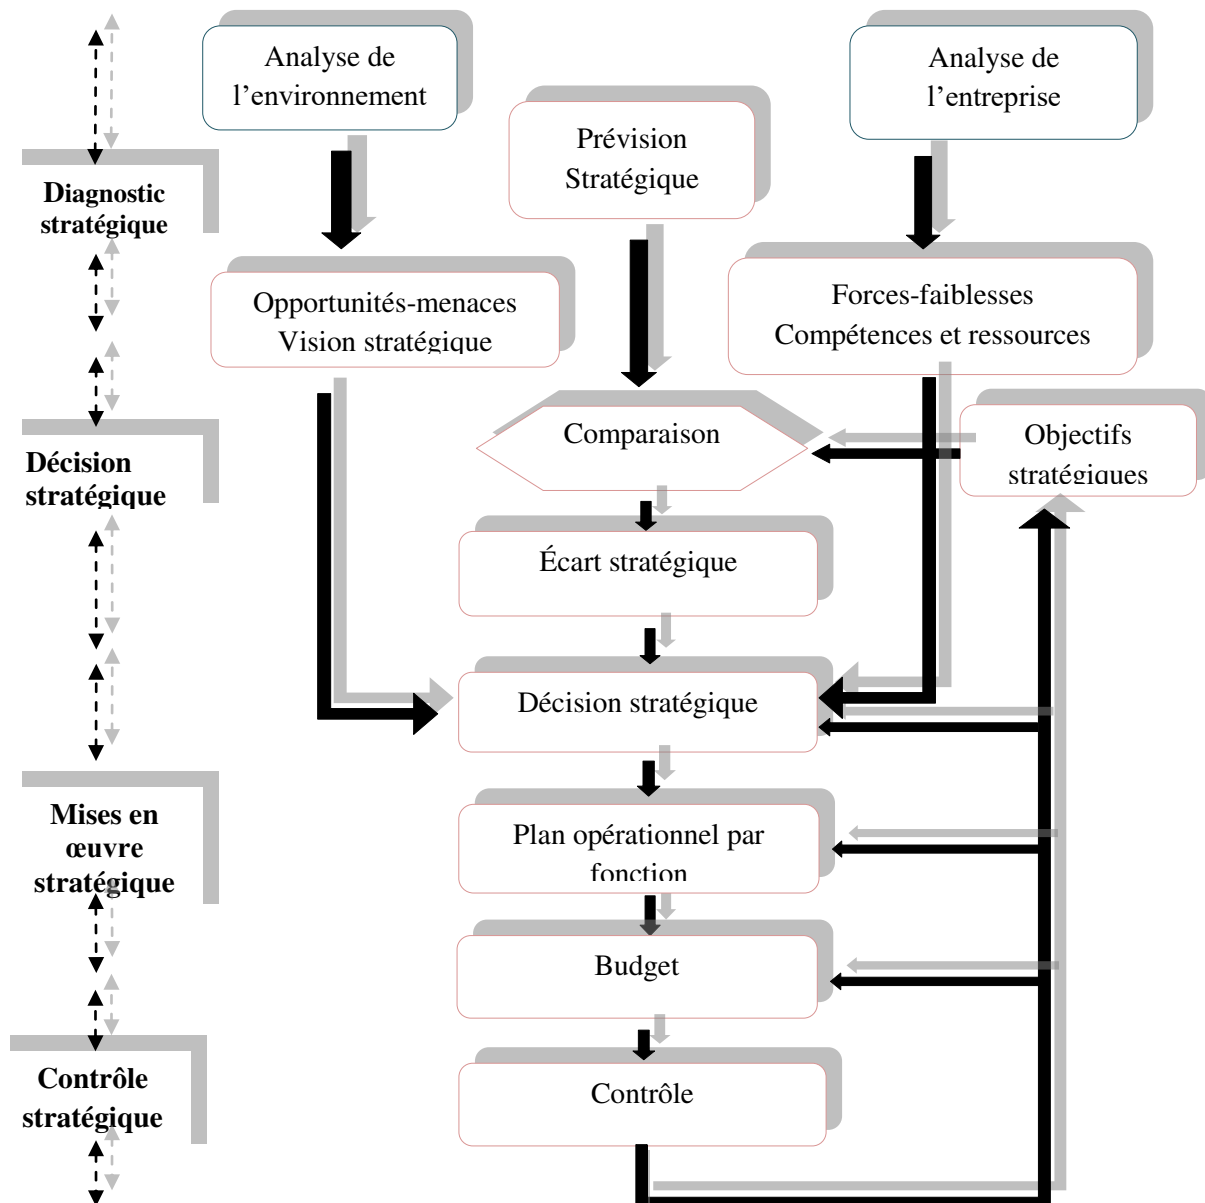 Analyse de
l’environnement
Analyse de
l’entreprise
Prévision
Stratégique
Diagnostic
stratégique
Opportunités-menaces
Vision stratégique
Forces-faiblesses
Compétences et ressources
Comparaison
Objectifs
stratégiques
Décision
stratégique
Écart stratégique
Décision stratégique
Mises en
œuvre
stratégique
Plan opérationnel par
fonction
Budget
Contrôle
stratégique
Contrôle